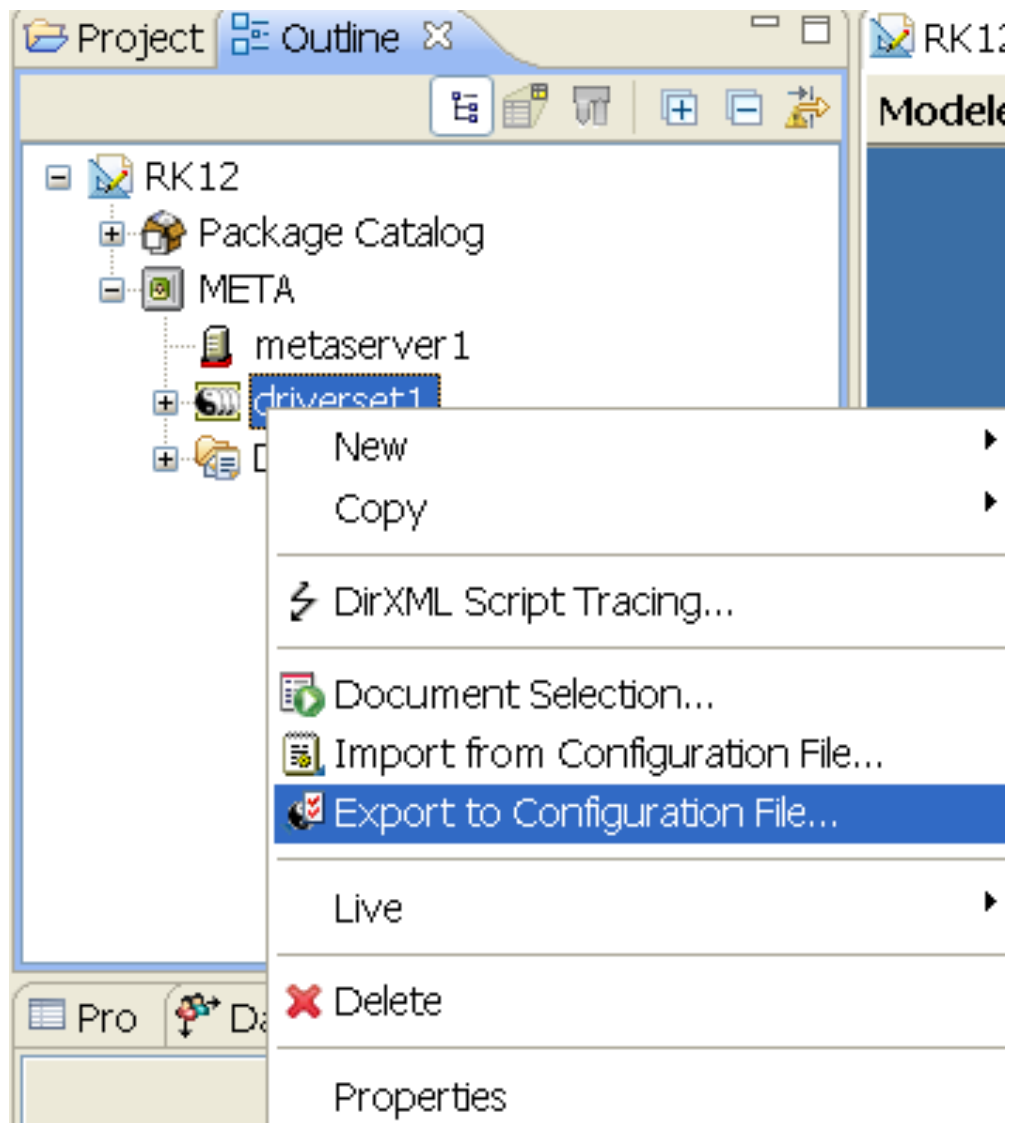 Project Outline
RK12
Modele
RK12
Package Catalog
META
metaserver1
driverset1
D
New
Copy
DirXML Script Tracing...
Document Selection...
Import from Configuration File...
Export to Configuration File...
Live
Delete
Pro Da
Properties